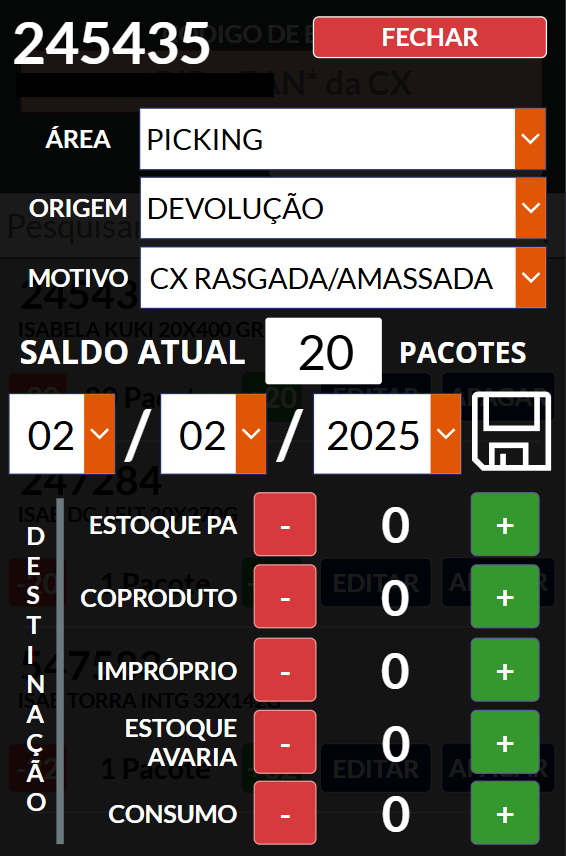 245435
FECHAR
ÁREA PICKING
ORIGEM DEVOLUÇÃO
MOTIVO CX RASGADA/AMASSADA
SALDO ATUAL 20 PACOTES
02 / 02 / 2025
DESTINAÇÃO
ESTOQUE PA - 0 +
COPRODUTO - 0 +
IMPRÓPRIO - 0 +
ESTOQUE
AVARIA - 0 +
CONSUMO - 0 +